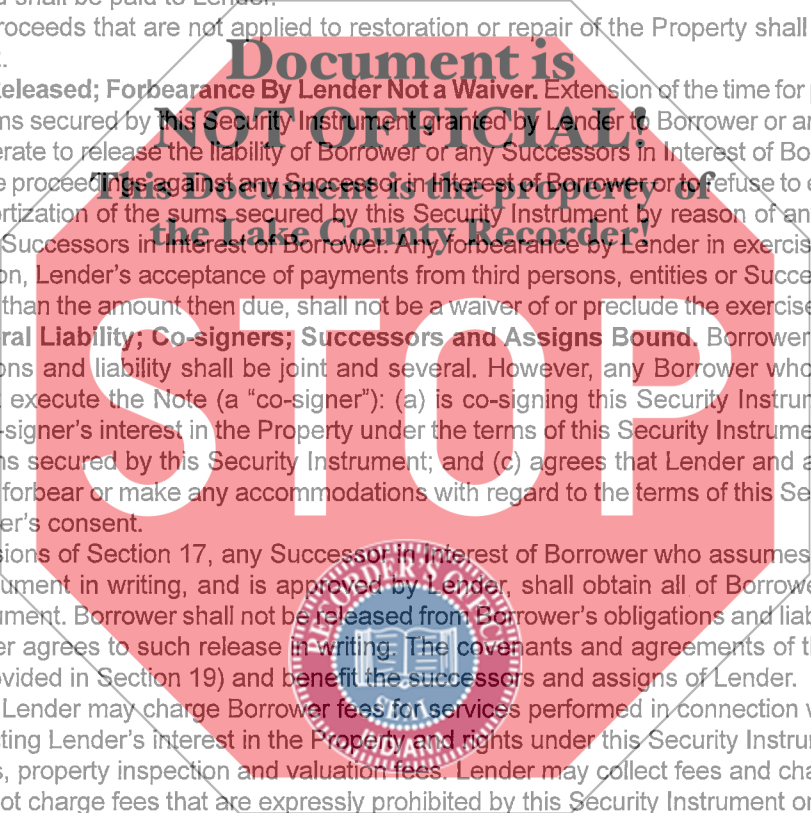 shall be paid to Lender.
roceeds that are not applied to restoration or repair of the Property shall
Document is
eleased; Forbearance By Lender Not a Waiver. Extension of the time for
ms secured by this Security Instrument granted by Lender to Borrower or
NOT OFFICIAL!
erate to release the liability of Borrower or any Successors in Interest of Bo
e proceedings against any Successor in Interest of Borrower or to refuse to
This Document is the property of
rtization of the sums secured by this Security Instrument by reason of an
the Lake County Recorder!
Successors in Interest of Borrower. Any forbearance by Lender in exercis
on, Lender's acceptance of payments from third persons, entities or Succe
than the amount then due, shall not be a waiver of or preclude the exercise
ral Liability; Co-signers; Successors and Assigns Bound. Borrower
STOP
ons and liability shall be joint and several. However, any Borrower who
execute the Note (a “co-signer”): (a) is co-signing this Security Instrum
-signer's interest in the Property under the terms of this Security Instrume
ms secured by this Security Instrument; and (c) agrees that Lender and a
forbear or make any accommodations with regard to the terms of this Se
er's consent.
sions of Section 17, any Successor in Interest of Borrower who assumes
ument in writing, and is approved by Lender, shall obtain all of Borrowe
ument. Borrower shall not be released from Borrower's obligations and liab
er agrees to such release in writing. The covenants and agreements of t
vided in Section 19) and benefit the successors and assigns of Lender.
RECORDER'S OFFICE
SEAL
INDIANA
Lender may charge Borrower fees for services performed in connection
ting Lender's interest in the Property and rights under this Security Instru
s, property inspection and valuation fees. Lender may collect fees and cha
ot charge fees that are expressly prohibited by this Security Instrument or